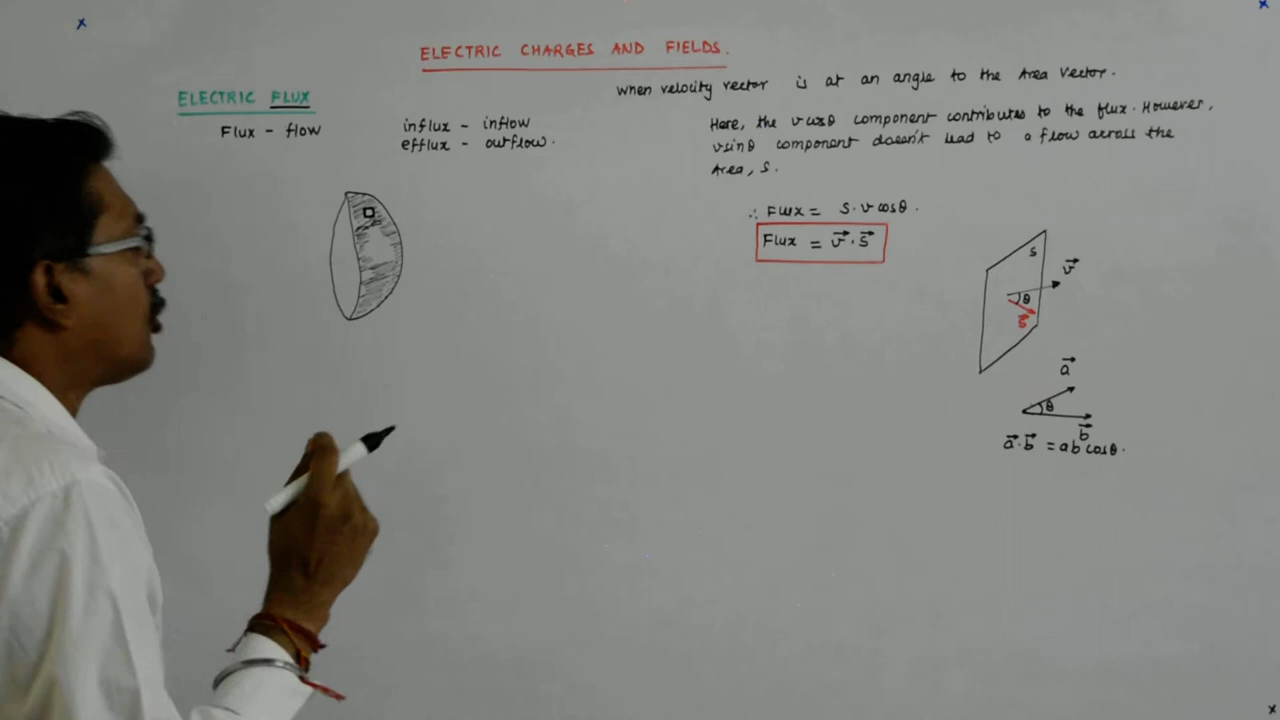 ELECTRIC CHARGES AND FIELDS.
ELECTRIC FLUX
Flux - flow
influx - inflow
efflux - outflow.
When velocity vector is at an angle to the Area Vector.
Here, the v cosθ component contributes to the flux. However,
vsinθ component doesn't lead to a flow across the
Area, S.
∴ Flux = S·v cosθ.
Flux = v⃗·S⃗
S
v⃗
θ
a⃗
θ
b⃗
a⃗·b⃗ = ab cosθ.